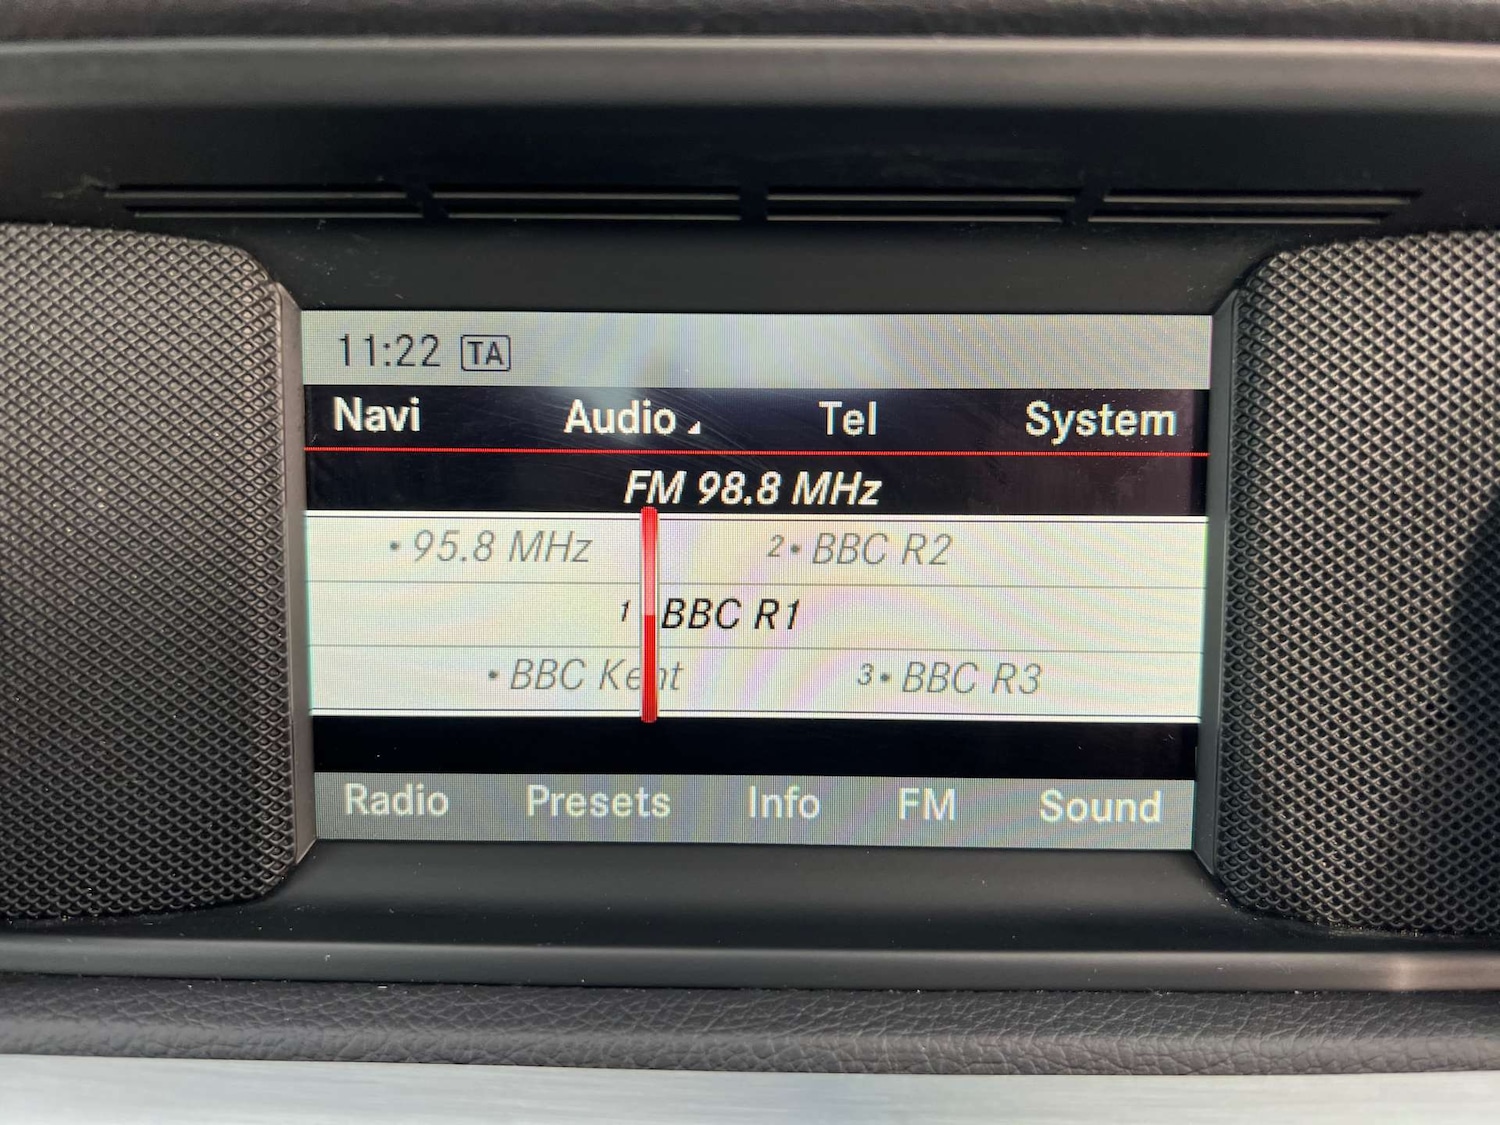 11:22 TA
Navi Audio Tel System
FM 98.8 MHz
• 95.8 MHz 2 • BBC R2
1 BBC R1
• BBC Kent 3 • BBC R3
Radio Presets Info FM Sound